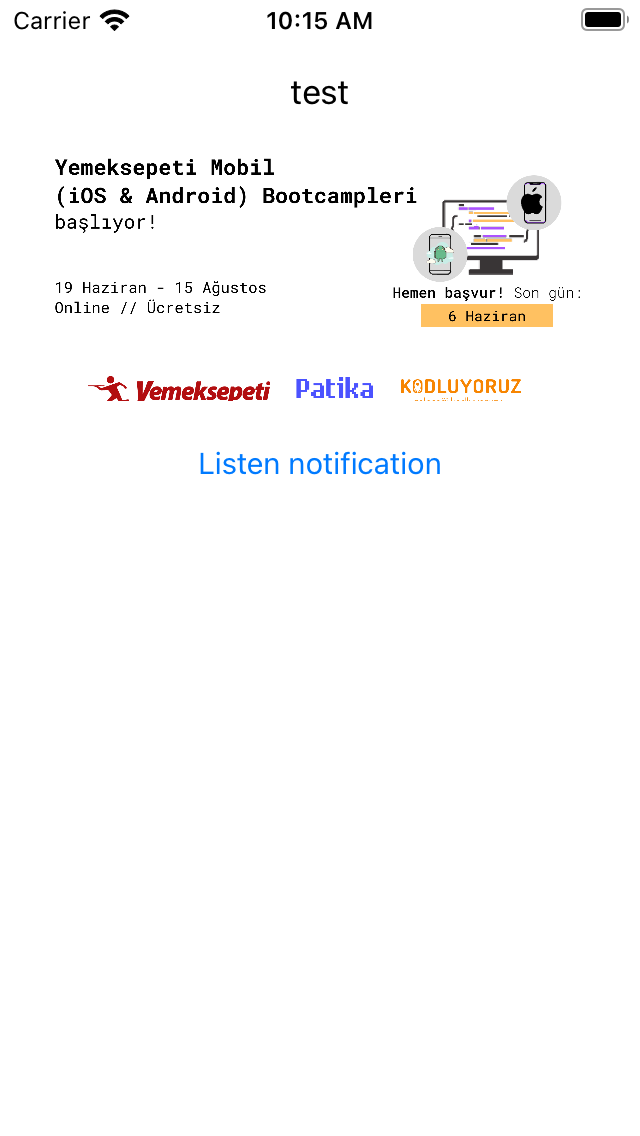 Carrier 10:15 AM
test
Yemeksepeti Mobil
(iOS & Android) Bootcampleri
başlıyor!
19 Haziran - 15 Ağustos
Online // Ücretsiz
Hemen başvur! Son gün:
6 Haziran
Yemeksepeti Patika KODLUYORUZ
Listen notification